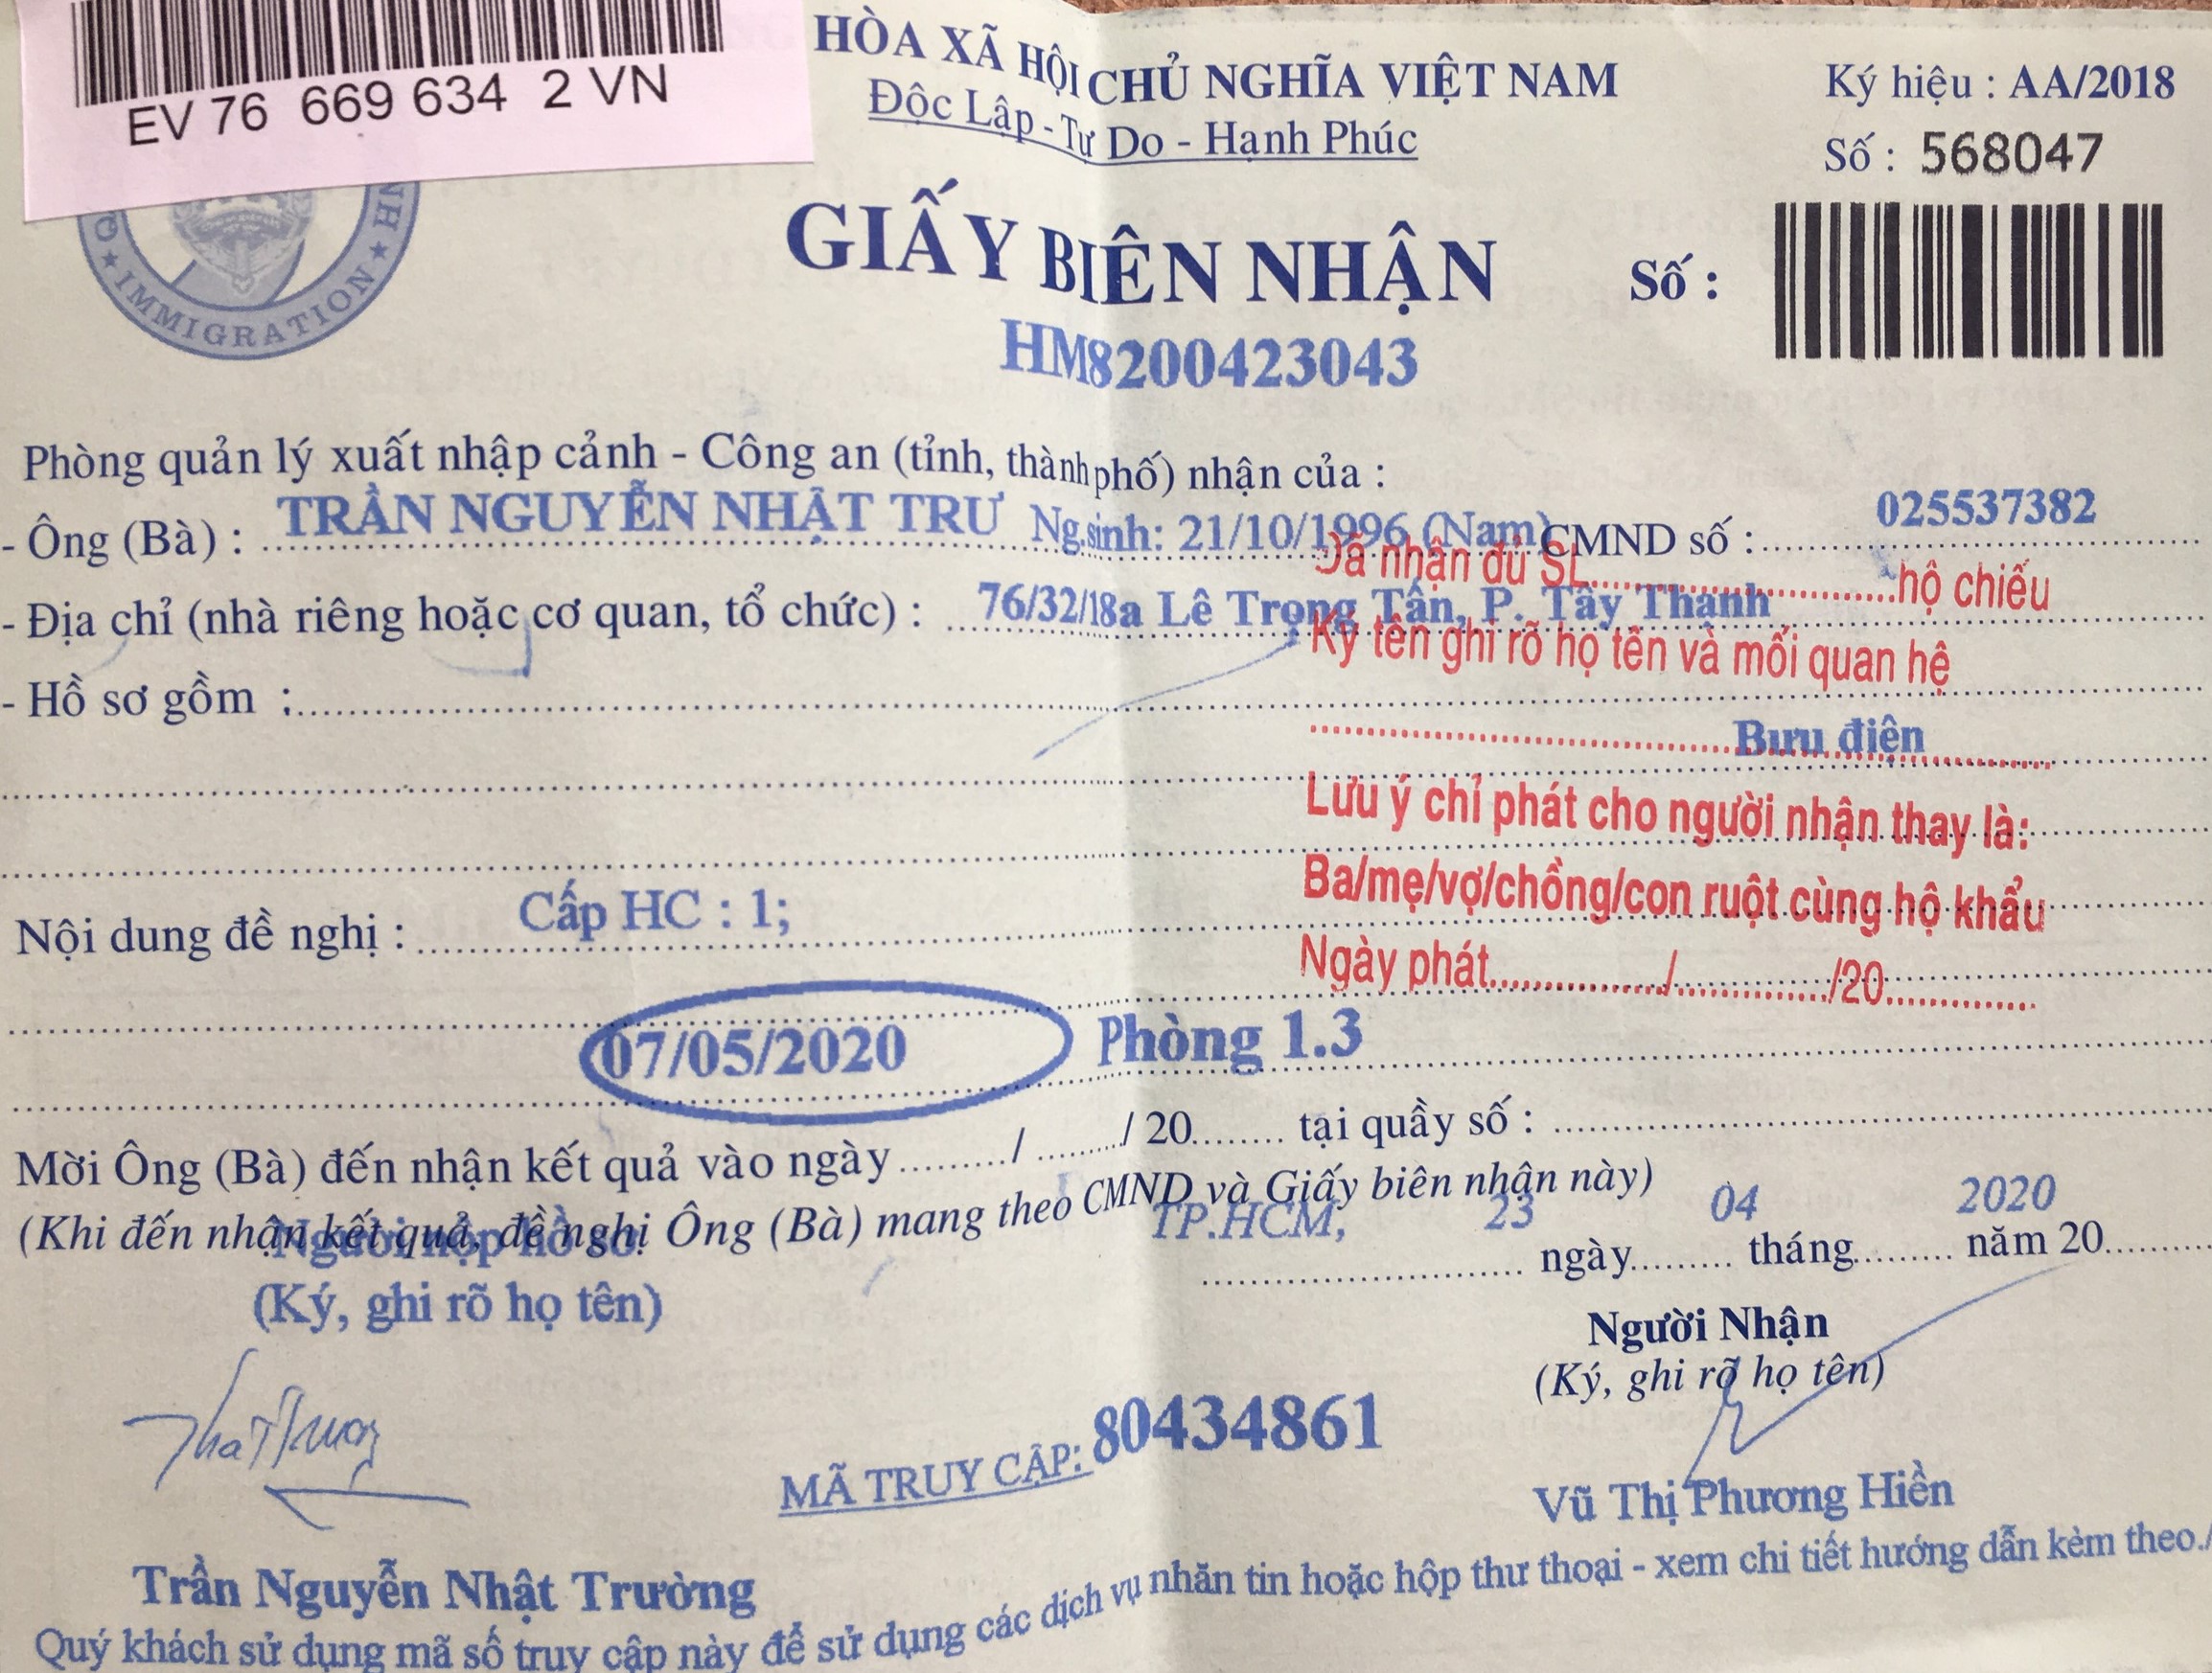 EV 76 669 634 2 VN
HÒA XÃ HỘI CHỦ NGHĨA VIỆT NAM
Độc Lập - Tự Do - Hạnh Phúc
Ký hiệu : AA/2018
Số : 568047
IMMIGRATION
GIẤY BIÊN NHẬN
Số :
HM8200423043
Phòng quản lý xuất nhập cảnh - Công an (tỉnh, thành phố) nhận của :
- Ông (Bà) : TRẦN NGUYỄN NHẬT TRƯ Ng.sinh: 21/10/1996 (Nam) CMND số : 025537382
Đã nhận đủ SL hộ chiếu
- Địa chỉ (nhà riêng hoặc cơ quan, tổ chức) : 76/32/18a Lê Trọng Tấn, P. Tây Thạnh
Ký tên ghi rõ họ tên và mối quan hệ
- Hồ sơ gồm :
Bưu điện
Lưu ý chỉ phát cho người nhận thay là:
Ba/mẹ/vợ/chồng/con ruột cùng hộ khẩu
Nội dung đề nghị : Cấp HC : 1;
Ngày phát / /20
07/05/2020 Phòng 1.3
Mời Ông (Bà) đến nhận kết quả vào ngày / / 20 tại quầy số :
(Khi đến nhận kết quả, đề nghị Ông (Bà) mang theo CMND và Giấy biên nhận này)
TP.HCM, ngày 23 tháng 04 năm 20 2020
Người nộp hồ sơ
(Ký, ghi rõ họ tên)
Người Nhận
(Ký, ghi rõ họ tên)
MÃ TRUY CẬP: 80434861
Vũ Thị Phương Hiền
Trần Nguyễn Nhật Trường
Quý khách sử dụng mã số truy cập này để sử dụng các dịch vụ nhăn tin hoặc hộp thư thoại - xem chi tiết hướng dẫn kèm theo./